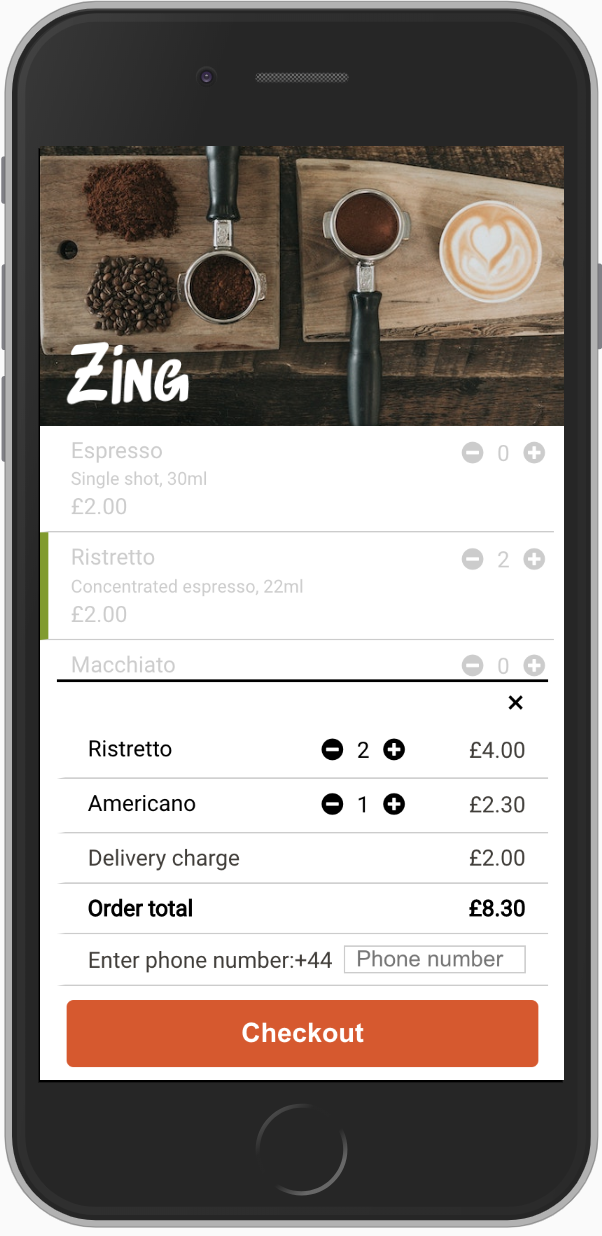 Zing
Espresso 0
Single shot, 30ml
£2.00
Ristretto 2
Concentrated espresso, 22ml
£2.00
Macchiato 0
×
Ristretto 2 £4.00
Americano 1 £2.30
Delivery charge £2.00
Order total £8.30
Enter phone number:+44 Phone number
Checkout